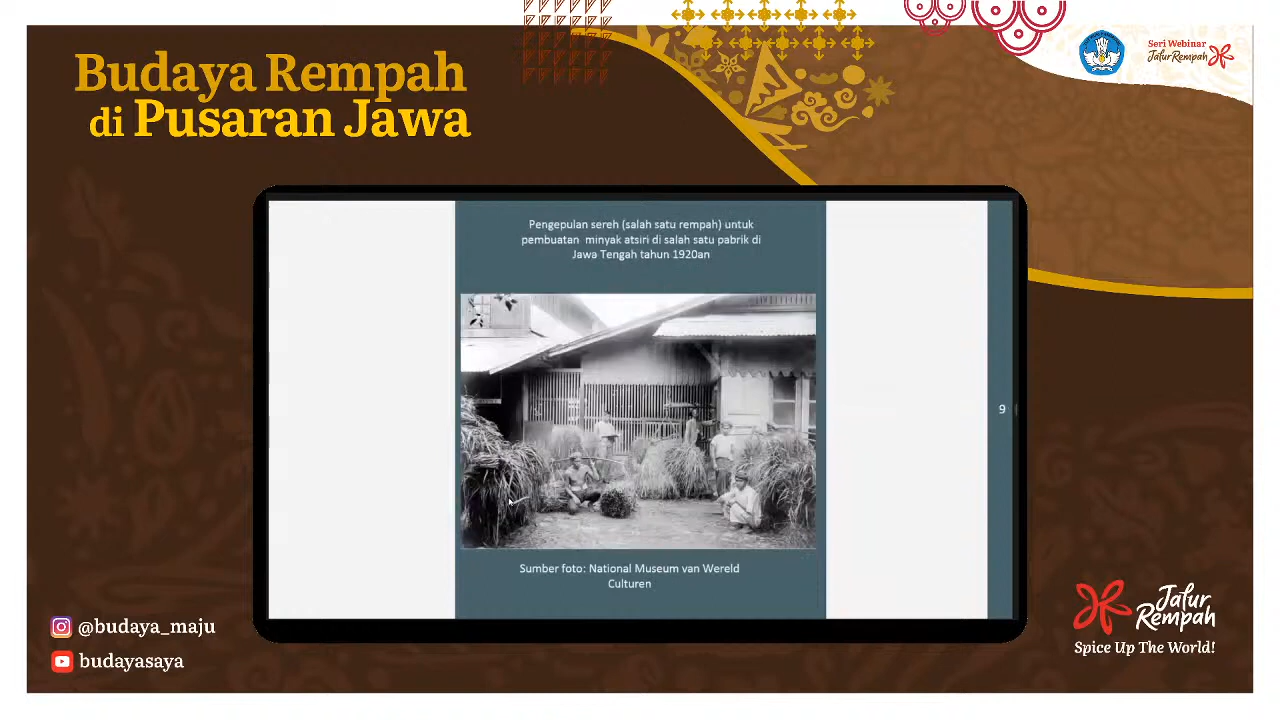 Budaya Rempah
di Pusaran Jawa
Seri Webinar
Jalur Rempah
Pengepulan sereh (salah satu rempah) untuk
pembuatan minyak atsiri di salah satu pabrik di
Jawa Tengah tahun 1920an
9
Sumber foto: National Museum van Wereld
Culturen
@budaya_maju
budayasaya
Jalur
Rempah
Spice Up The World!